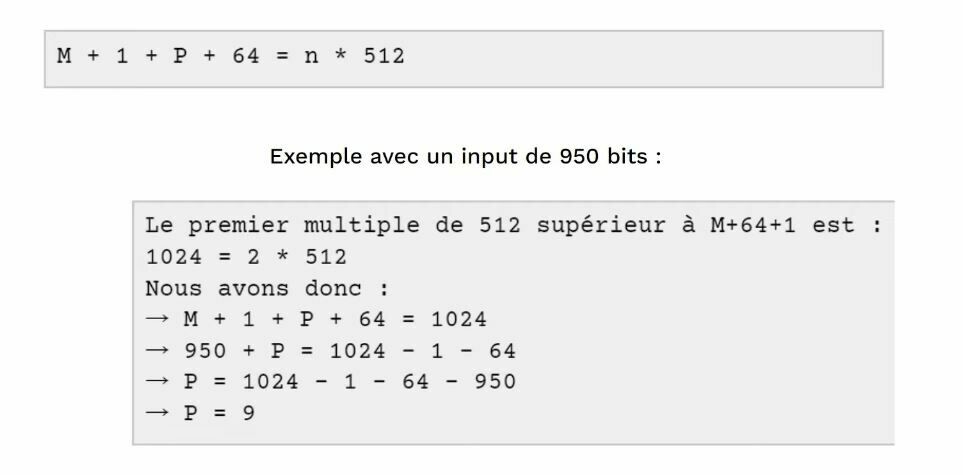 M + 1 + P + 64 = n * 512
Exemple avec un input de 950 bits :
Le premier multiple de 512 supérieur à M+64+1 est :
1024 = 2 * 512
Nous avons donc :
→ M + 1 + P + 64 = 1024
→ 950 + P = 1024 - 1 - 64
→ P = 1024 - 1 - 64 - 950
→ P = 9